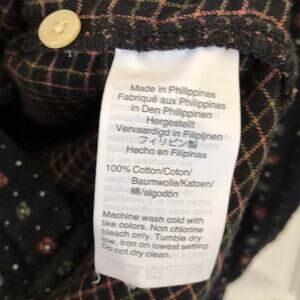 Made in Philippines
Fabriqué aux Philippines
in Den Philippinen
Hergestellt
Vervaardigd in Filipijnen
フィリピン製
Hecho en Filipinas
100% Cotton/Coton/
Baumwolle/Katoen/
綿/algodón
Machine wash cold with
like colors. Non chlorine
bleach only. Tumble dry
low. Iron on lowest setting.
Do not dry clean.